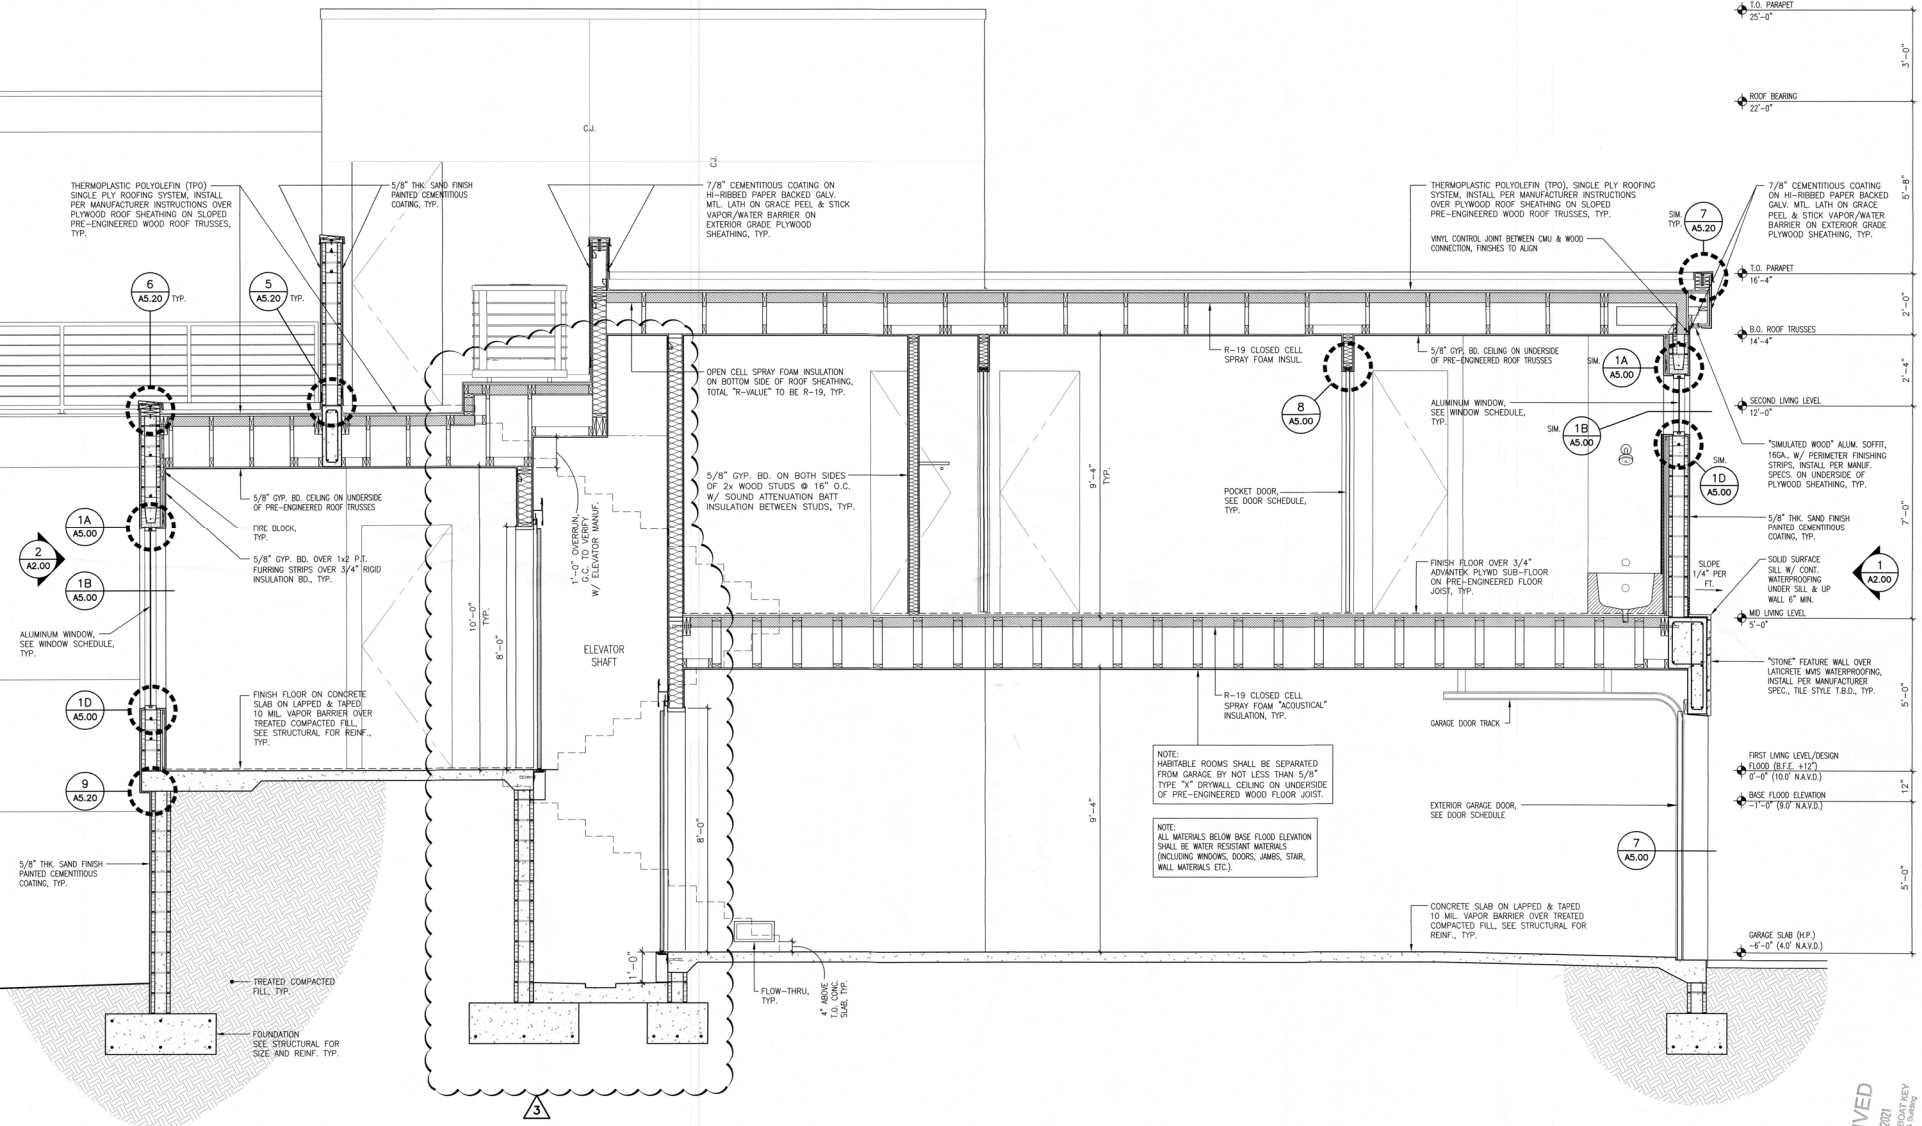 T.O. PARAPET
25'-0"
3'-0"
ROOF BEARING
22'-0"
5'-8"
C.J.
C.J.
THERMOPLASTIC POLYOLEFIN (TPO)
SINGLE PLY ROOFING SYSTEM, INSTALL
PER MANUFACTURER INSTRUCTIONS OVER
PLYWOOD ROOF SHEATHING ON SLOPED
PRE-ENGINEERED WOOD ROOF TRUSSES,
TYP.
5/8" THK. SAND FINISH
PAINTED CEMENTITIOUS
COATING, TYP.
7/8" CEMENTITIOUS COATING ON
HI-RIBBED PAPER BACKED GALV.
MTL. LATH ON GRACE PEEL & STICK
VAPOR/WATER BARRIER ON
EXTERIOR GRADE PLYWOOD
SHEATHING, TYP.
THERMOPLASTIC POLYOLEFIN (TPO), SINGLE PLY ROOFING
SYSTEM, INSTALL PER MANUFACTURER INSTRUCTIONS
OVER PLYWOOD ROOF SHEATHING ON SLOPED
PRE-ENGINEERED WOOD ROOF TRUSSES, TYP.
VINYL CONTROL JOINT BETWEEN CMU & WOOD
CONNECTION, FINISHES TO ALIGN
SIM.
TYP.
7
A5.20
7/8" CEMENTITIOUS COATING
ON HI-RIBBED PAPER BACKED
GALV. MTL. LATH ON GRACE
PEEL & STICK VAPOR/WATER
BARRIER ON EXTERIOR GRADE
PLYWOOD SHEATHING, TYP.
6
A5.20
TYP.
5
A5.20
TYP.
T.O. PARAPET
16'-4"
2'-0"
B.O. ROOF TRUSSES
14'-4"
2'-4"
SECOND LIVING LEVEL
12'-0"
OPEN CELL SPRAY FOAM INSULATION
ON BOTTOM SIDE OF ROOF SHEATHING,
TOTAL "R-VALUE" TO BE R-19, TYP.
R-19 CLOSED CELL
SPRAY FOAM INSUL.
5/8" GYP. BD. CEILING ON UNDERSIDE
OF PRE-ENGINEERED ROOF TRUSSES
SIM.
1A
A5.00
8
A5.00
ALUMINUM WINDOW,
SEE WINDOW SCHEDULE,
TYP.
SIM.
1B
A5.00
SIM.
1D
A5.00
"SIMULATED WOOD" ALUM. SOFFIT,
16GA., W/ PERIMETER FINISHING
STRIPS, INSTALL PER MANUF.
SPECS. ON UNDERSIDE OF
PLYWOOD SHEATHING, TYP.
5/8" GYP. BD. ON BOTH SIDES
OF 2x WOOD STUDS @ 16" O.C.
W/ SOUND ATTENUATION BATT
INSULATION BETWEEN STUDS, TYP.
9'-4"
TYP.
POCKET DOOR,
SEE DOOR SCHEDULE,
TYP.
5/8" THK. SAND FINISH
PAINTED CEMENTITIOUS
COATING, TYP.
7'-0"
5/8" GYP. BD. CEILING ON UNDERSIDE
OF PRE-ENGINEERED ROOF TRUSSES
FIRE BLOCK,
TYP.
5/8" GYP. BD. OVER 1x2 P.T.
FURRING STRIPS OVER 3/4" RIGID
INSULATION BD., TYP.
1A
A5.00
2
A2.00
1B
A5.00
1'-0" OVERRUN,
G.C. TO VERIFY
W/ ELEVATOR MANUF.
10'-0"
TYP.
8'-0"
FINISH FLOOR OVER 3/4"
ADVANTEK PLYWD SUB-FLOOR
ON PRE-ENGINEERED FLOOR
JOIST, TYP.
SLOPE
1/4" PER
FT.
SOLID SURFACE
SILL W/ CONT.
WATERPROOFING
UNDER SILL & UP
WALL 6" MIN.
1
A2.00
MID LIVING LEVEL
5'-0"
ALUMINUM WINDOW,
SEE WINDOW SCHEDULE,
TYP.
ELEVATOR
SHAFT
"STONE" FEATURE WALL OVER
LATICRETE MVIS WATERPROOFING,
INSTALL PER MANUFACTURER
SPEC., TILE STYLE T.B.D., TYP.
5'-0"
1D
A5.00
FINISH FLOOR ON CONCRETE
SLAB ON LAPPED & TAPED
10 MIL. VAPOR BARRIER OVER
TREATED COMPACTED FILL,
SEE STRUCTURAL FOR REINF.,
TYP.
R-19 CLOSED CELL
SPRAY FOAM "ACOUSTICAL"
INSULATION, TYP.
GARAGE DOOR TRACK
NOTE:
HABITABLE ROOMS SHALL BE SEPARATED
FROM GARAGE BY NOT LESS THAN 5/8"
TYPE "X" DRYWALL CEILING ON UNDERSIDE
OF PRE-ENGINEERED WOOD FLOOR JOIST.
FIRST LIVING LEVEL/DESIGN
FLOOD (B.F.E. +12")
0'-0" (10.0' N.A.V.D.)
12"
BASE FLOOD ELEVATION
-1'-0" (9.0' N.A.V.D.)
9
A5.20
8'-0"
9'-4"
EXTERIOR GARAGE DOOR,
SEE DOOR SCHEDULE
NOTE:
ALL MATERIALS BELOW BASE FLOOD ELEVATION
SHALL BE WATER RESISTANT MATERIALS
(INCLUDING WINDOWS, DOORS, JAMBS, STAIR,
WALL MATERIALS ETC.).
7
A5.00
5/8" THK. SAND FINISH
PAINTED CEMENTITIOUS
COATING, TYP.
5'-0"
CONCRETE SLAB ON LAPPED & TAPED
10 MIL. VAPOR BARRIER OVER TREATED
COMPACTED FILL, SEE STRUCTURAL FOR
REINF., TYP.
GARAGE SLAB (H.P.)
-6'-0" (4.0' N.A.V.D.)
1'-0"
TREATED COMPACTED
FILL, TYP.
FLOW-THRU,
TYP.
4" ABOVE
T.O. CONC.
SLAB, TYP.
FOUNDATION
SEE STRUCTURAL FOR
SIZE AND REINF. TYP.
3
VED
2021
BOAT KEY
Building